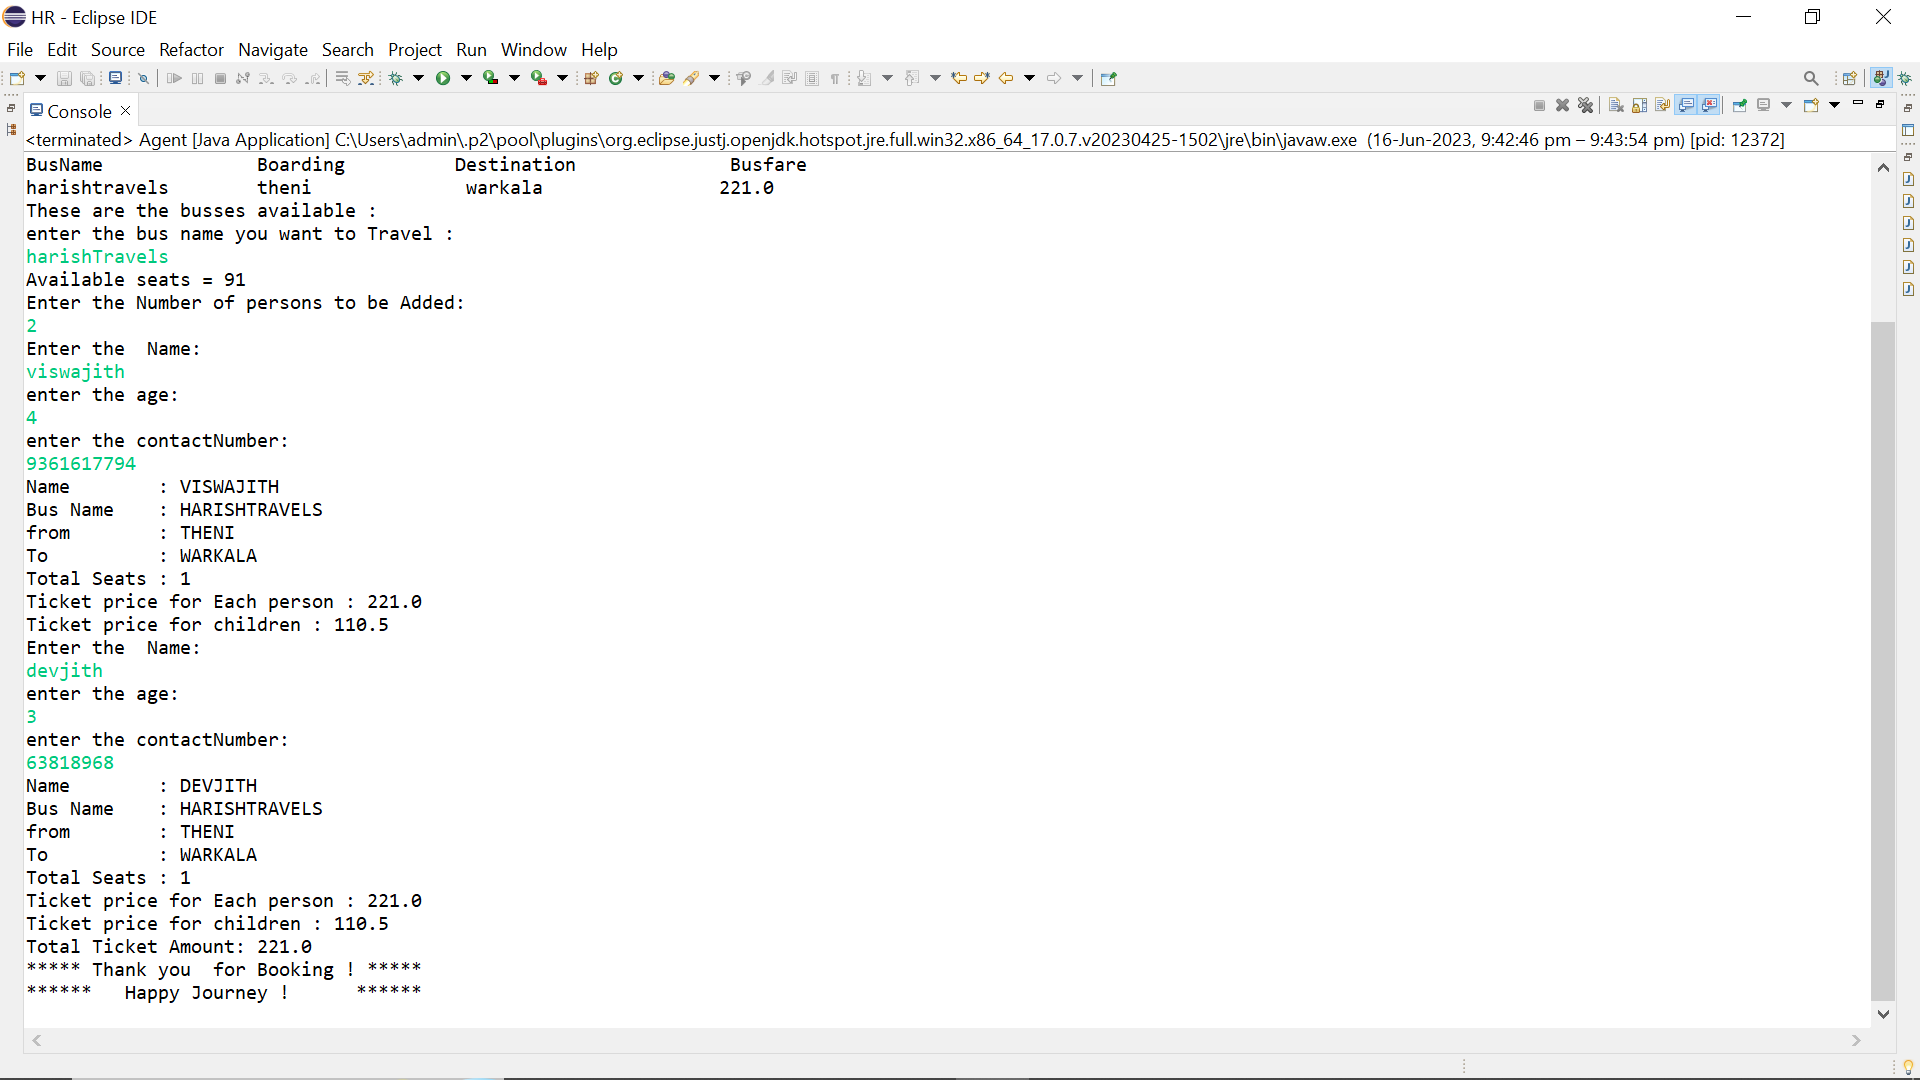 HR - Eclipse IDE
File Edit Source Refactor Navigate Search Project Run Window Help
Console
<terminated> Agent [Java Application] C:\Users\admin\.p2\pool\plugins\org.eclipse.justj.openjdk.hotspot.jre.full.win32.x86_64_17.0.7.v20230425-1502\jre\bin\javaw.exe (16-Jun-2023, 9:42:46 pm – 9:43:54 pm) [pid: 12372]
BusName Boarding Destination Busfare
harishtravels theni warkala 221.0
These are the busses available :
enter the bus name you want to Travel :
harishTravels
Available seats = 91
Enter the Number of persons to be Added:
2
Enter the  Name:
viswajith
enter the age:
4
enter the contactNumber:
9361617794
Name : VISWAJITH
Bus Name : HARISHTRAVELS
from : THENI
To : WARKALA
Total Seats : 1
Ticket price for Each person : 221.0
Ticket price for children : 110.5
Enter the  Name:
devjith
enter the age:
3
enter the contactNumber:
63818968
Name : DEVJITH
Bus Name : HARISHTRAVELS
from : THENI
To : WARKALA
Total Seats : 1
Ticket price for Each person : 221.0
Ticket price for children : 110.5
Total Ticket Amount: 221.0
***** Thank you  for Booking ! *****
****** Happy Journey ! ******